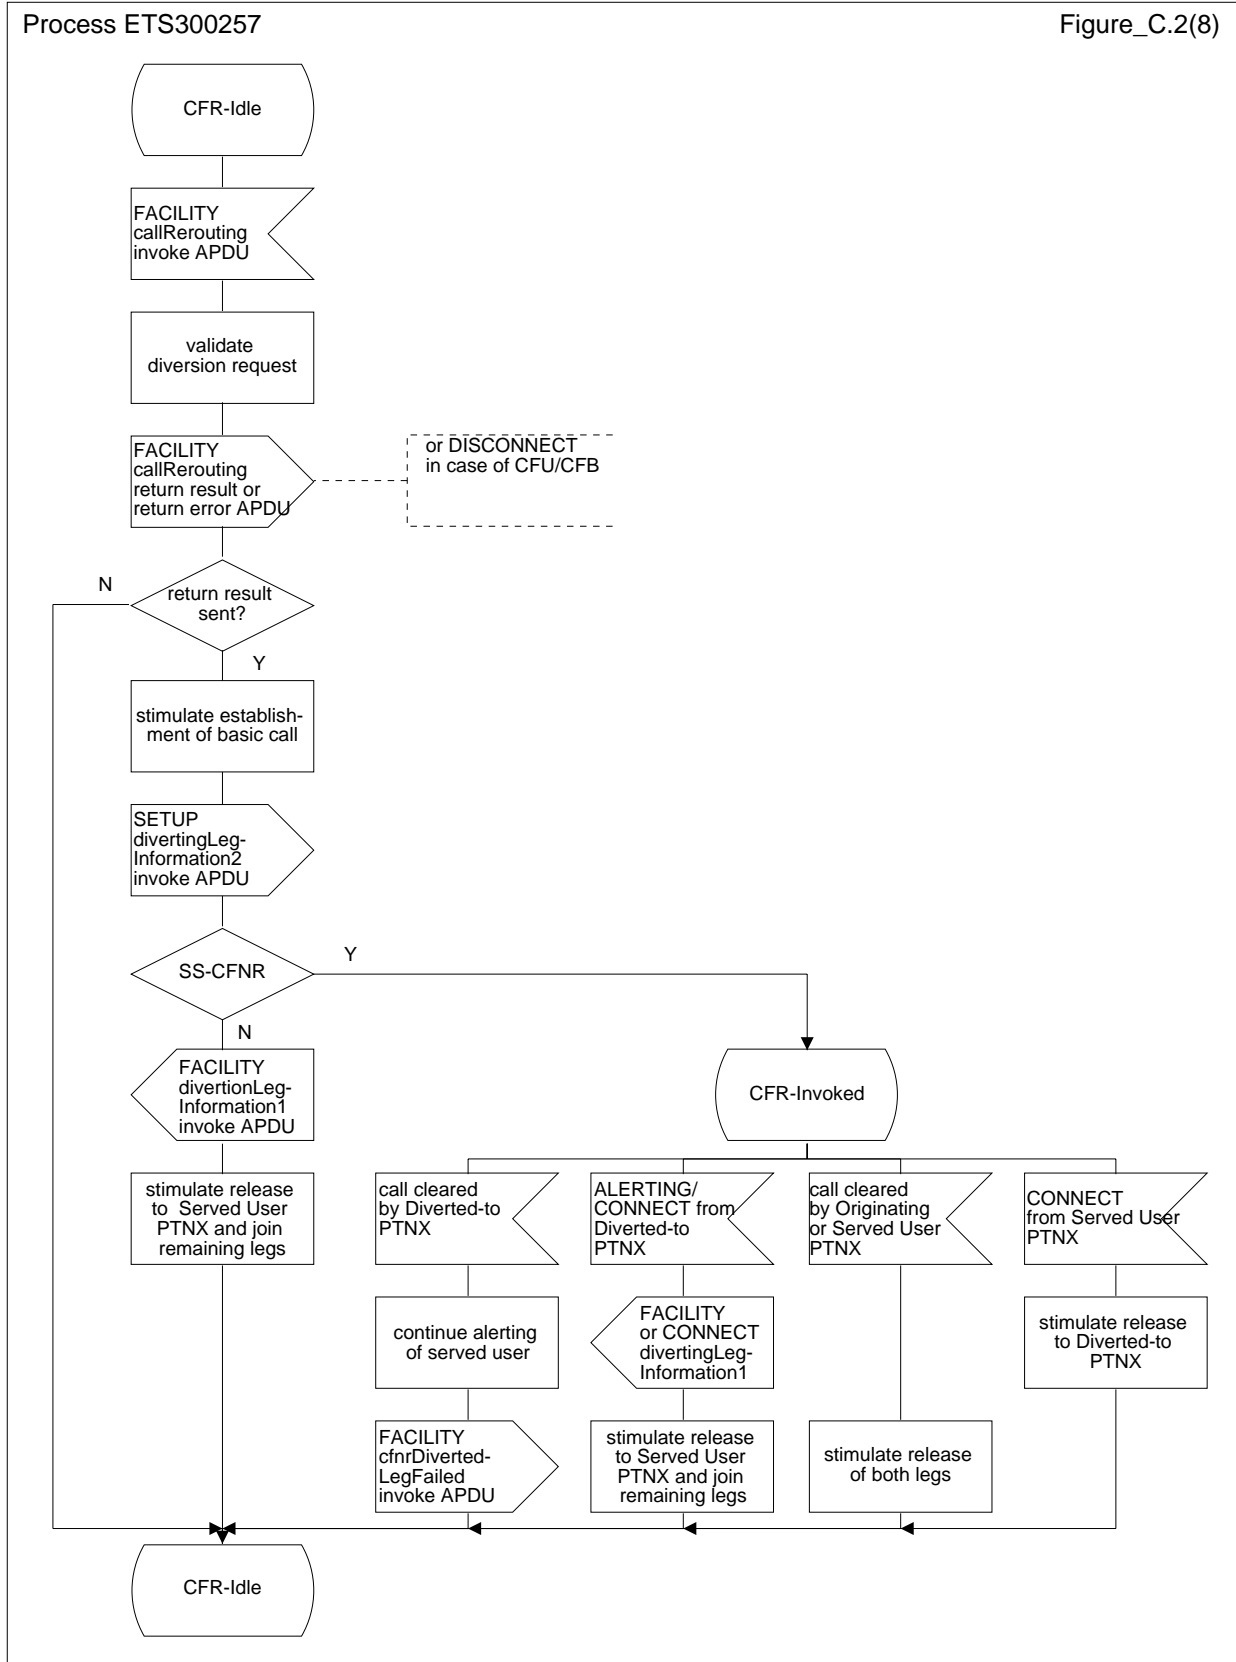 Process ETS300257
Figure_C.2(8)
CFR-Idle
FACILITY
callRerouting
invoke APDU
validate
diversion request
FACILITY
callRerouting
return result or
return error APDU
or DISCONNECT
in case of CFU/CFB
N
return result
sent?
Y
stimulate establish-
ment of basic call
SETUP
divertingLeg-
Information2
invoke APDU
SS-CFNR
Y
N
FACILITY
divertionLeg-
Information1
invoke APDU
CFR-Invoked
stimulate release
to Served User
PTNX and join
remaining legs
call cleared
by Diverted-to
PTNX
ALERTING/
CONNECT from
Diverted-to
PTNX
call cleared
by Originating
or Served User
PTNX
CONNECT
from Served User
PTNX
continue alerting
of served user
FACILITY
or CONNECT
divertingLeg-
Information1
stimulate release
to Diverted-to
PTNX
FACILITY
cfnrDiverted-
LegFailed
invoke APDU
stimulate release
to Served User
PTNX and join
remaining legs
stimulate release
of both legs
CFR-Idle